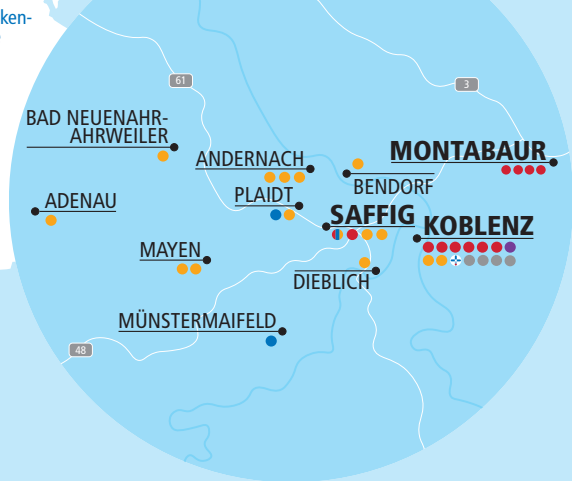 ken-
61
3
BAD NEUENAHR-
AHRWEILER
ANDERNACH
MONTABAUR
BENDORF
PLAIDT
ADENAU
SAFFIG
KOBLENZ
MAYEN
DIEBLICH
MÜNSTERMAIFELD
48